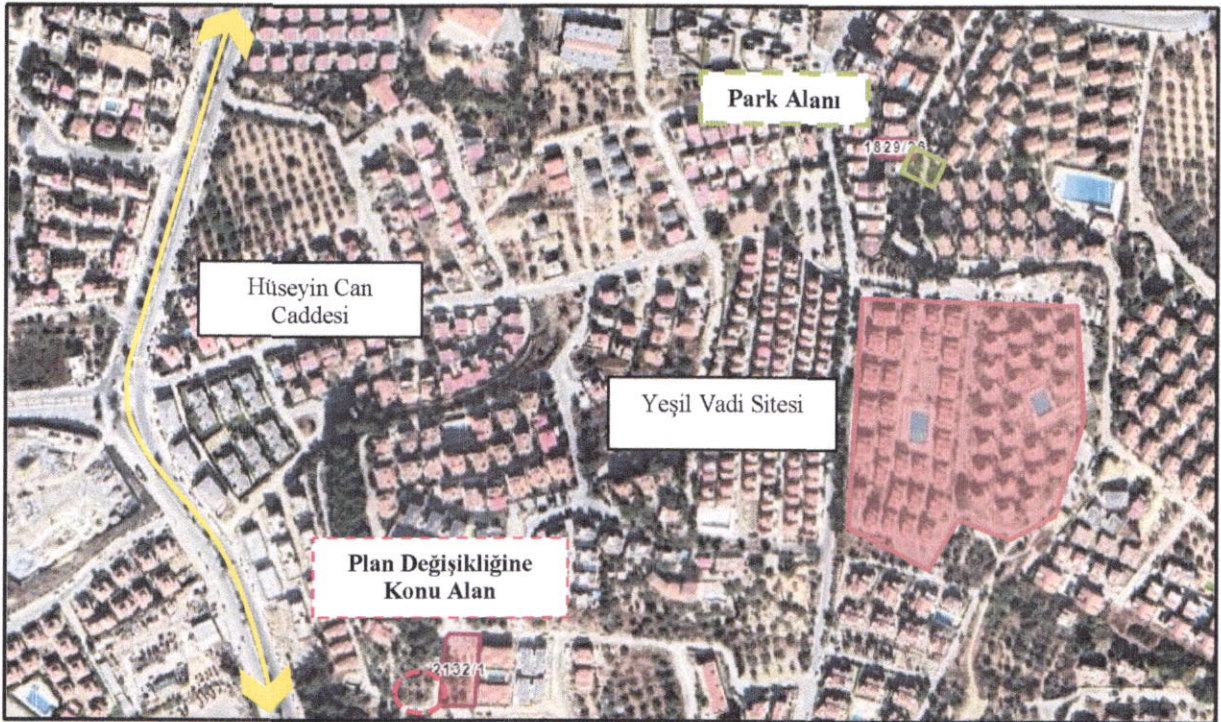 Park Alanı
1829/26
Hüseyin Can
Caddesi
Yeşil Vadi Sitesi
Plan Değişikliğine
Konu Alan
2132/1